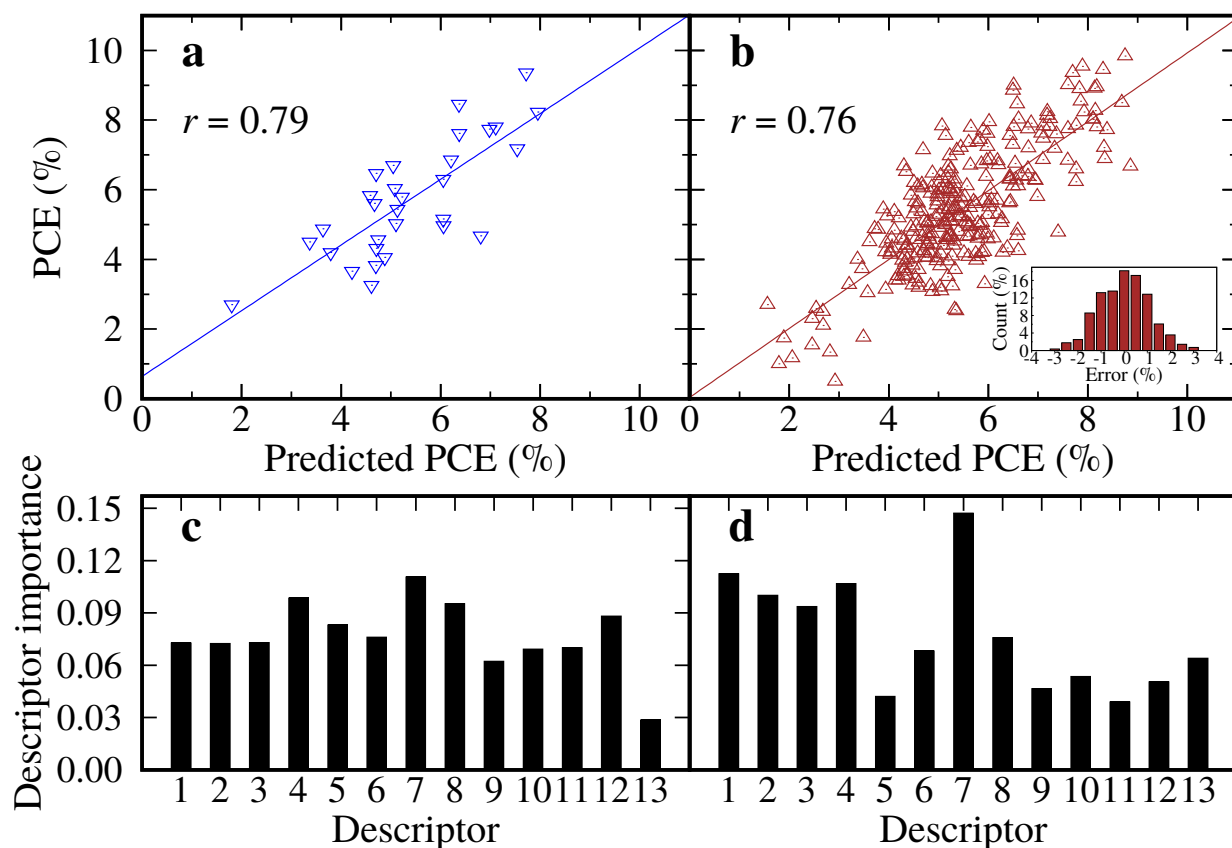 a
r = 0.79
PCE (%)
10
8
6
4
2
0
0 2 4 6 8 10
Predicted PCE (%)
b
r = 0.76
0 2 4 6 8 10
Predicted PCE (%)
Count (%)
16
12
8
4
0
-4 -3 -2 -1 0 1 2 3 4
Error (%)
c
Descriptor importance
0.15
0.12
0.09
0.06
0.03
0.00
1 2 3 4 5 6 7 8 9 10 11 12 13
Descriptor
d
1 2 3 4 5 6 7 8 9 10 11 12 13
Descriptor